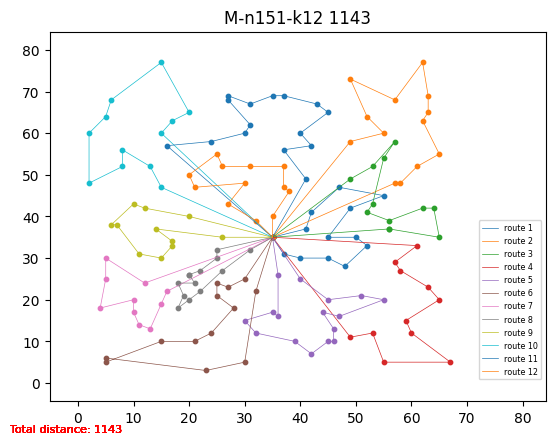 M-n151-k12 1143
80
70
60
50
40
30
20
10
0
0 10 20 30 40 50 60 70 80
route 1
route 2
route 3
route 4
route 5
route 6
route 7
route 8
route 9
route 10
route 11
route 12
Total distance: 1143